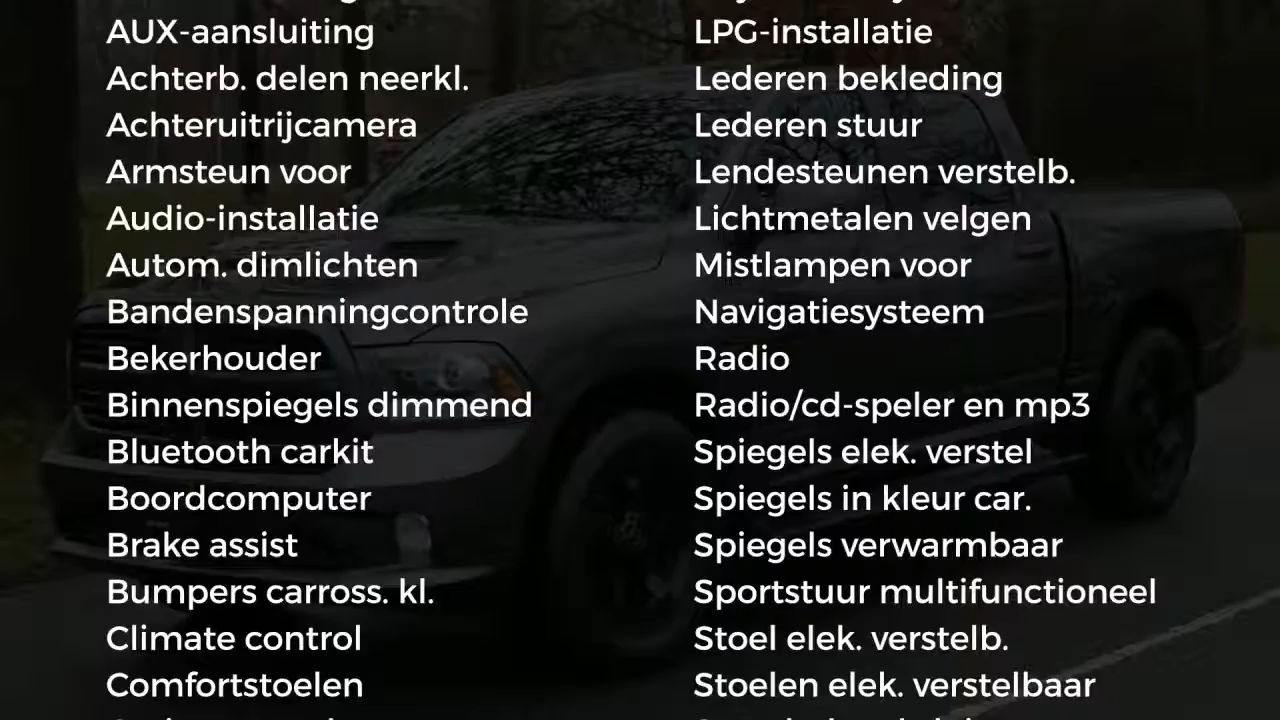 AUX-aansluiting
Achterb. delen neerkl.
Achteruitrijcamera
Armsteun voor
Audio-installatie
Autom. dimlichten
Bandenspanningcontrole
Bekerhouder
Binnenspiegels dimmend
Bluetooth carkit
Boordcomputer
Brake assist
Bumpers carross. kl.
Climate control
Comfortstoelen
LPG-installatie
Lederen bekleding
Lederen stuur
Lendesteunen verstelb.
Lichtmetalen velgen
Mistlampen voor
Navigatiesysteem
Radio
Radio/cd-speler en mp3
Spiegels elek. verstel
Spiegels in kleur car.
Spiegels verwarmbaar
Sportstuur multifunctioneel
Stoel elek. verstelb.
Stoelen elek. verstelbaar